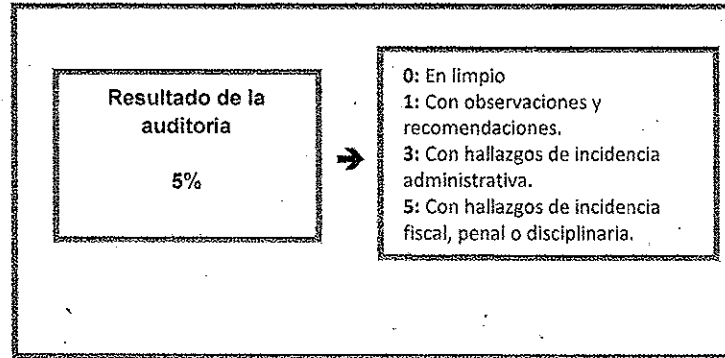 Resultado de la
auditoria
5%
➔
0: En limpio
1: Con observaciones y
recomendaciones.
3: Con hallazgos de incidencia
administrativa.
5: Con hallazgos de incidencia
fiscal, penal o disciplinaria.